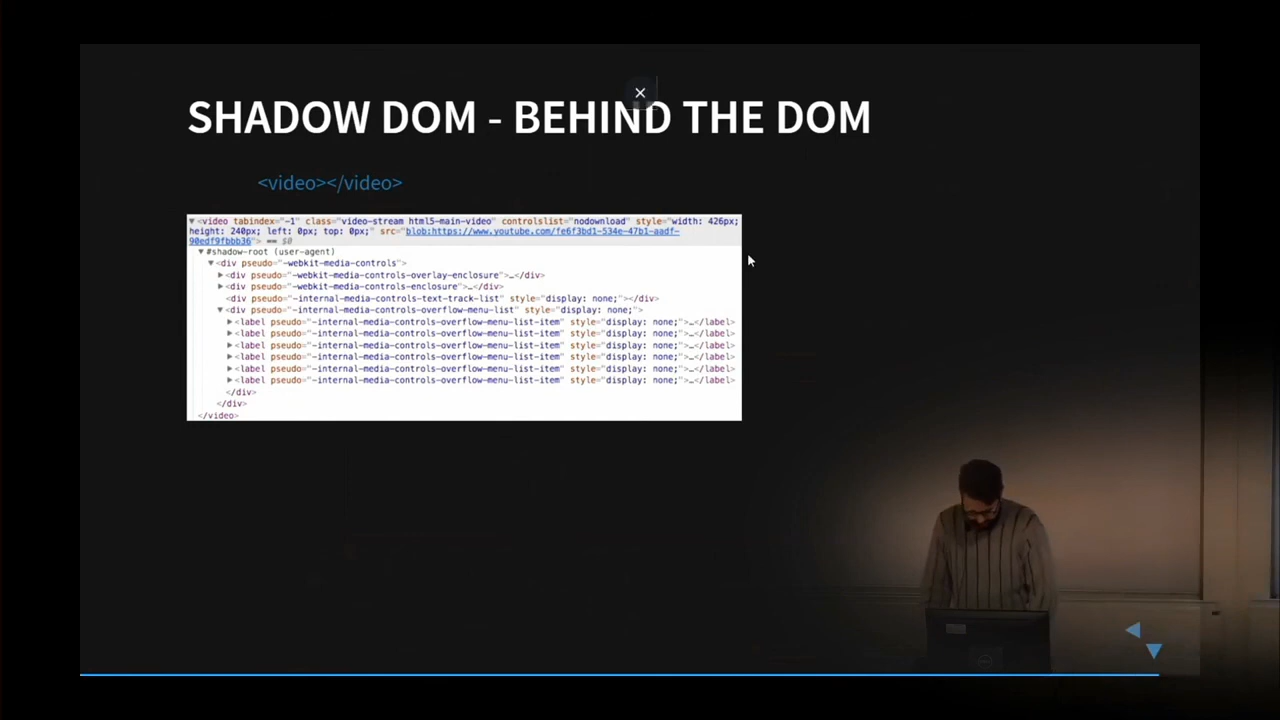 SHADOW DOM - BEHIND THE DOM
<video></video>
▼<video tabindex="-1" class="video-stream html5-main-video" controlslist="nodownload" style="width: 426px;
height: 240px; left: 0px; top: 0px;" src="blob:https://www.youtube.com/fe6f3bd1-534e-47b1-aadf-
90edf9fbbb36"> == $0
▼#shadow-root (user-agent)
▼<div pseudo="-webkit-media-controls">
▶<div pseudo="-webkit-media-controls-overlay-enclosure">…</div>
▶<div pseudo="-webkit-media-controls-enclosure">…</div>
<div pseudo="-internal-media-controls-text-track-list" style="display: none;"></div>
▼<div pseudo="-internal-media-controls-overflow-menu-list" style="display: none;">
▶<label pseudo="-internal-media-controls-overflow-menu-list-item" style="display: none;">…</label>
▶<label pseudo="-internal-media-controls-overflow-menu-list-item" style="display: none;">…</label>
▶<label pseudo="-internal-media-controls-overflow-menu-list-item" style="display: none;">…</label>
▶<label pseudo="-internal-media-controls-overflow-menu-list-item" style="display: none;">…</label>
▶<label pseudo="-internal-media-controls-overflow-menu-list-item" style="display: none;">…</label>
▶<label pseudo="-internal-media-controls-overflow-menu-list-item" style="display: none;">…</label>
</div>
</div>
</video>